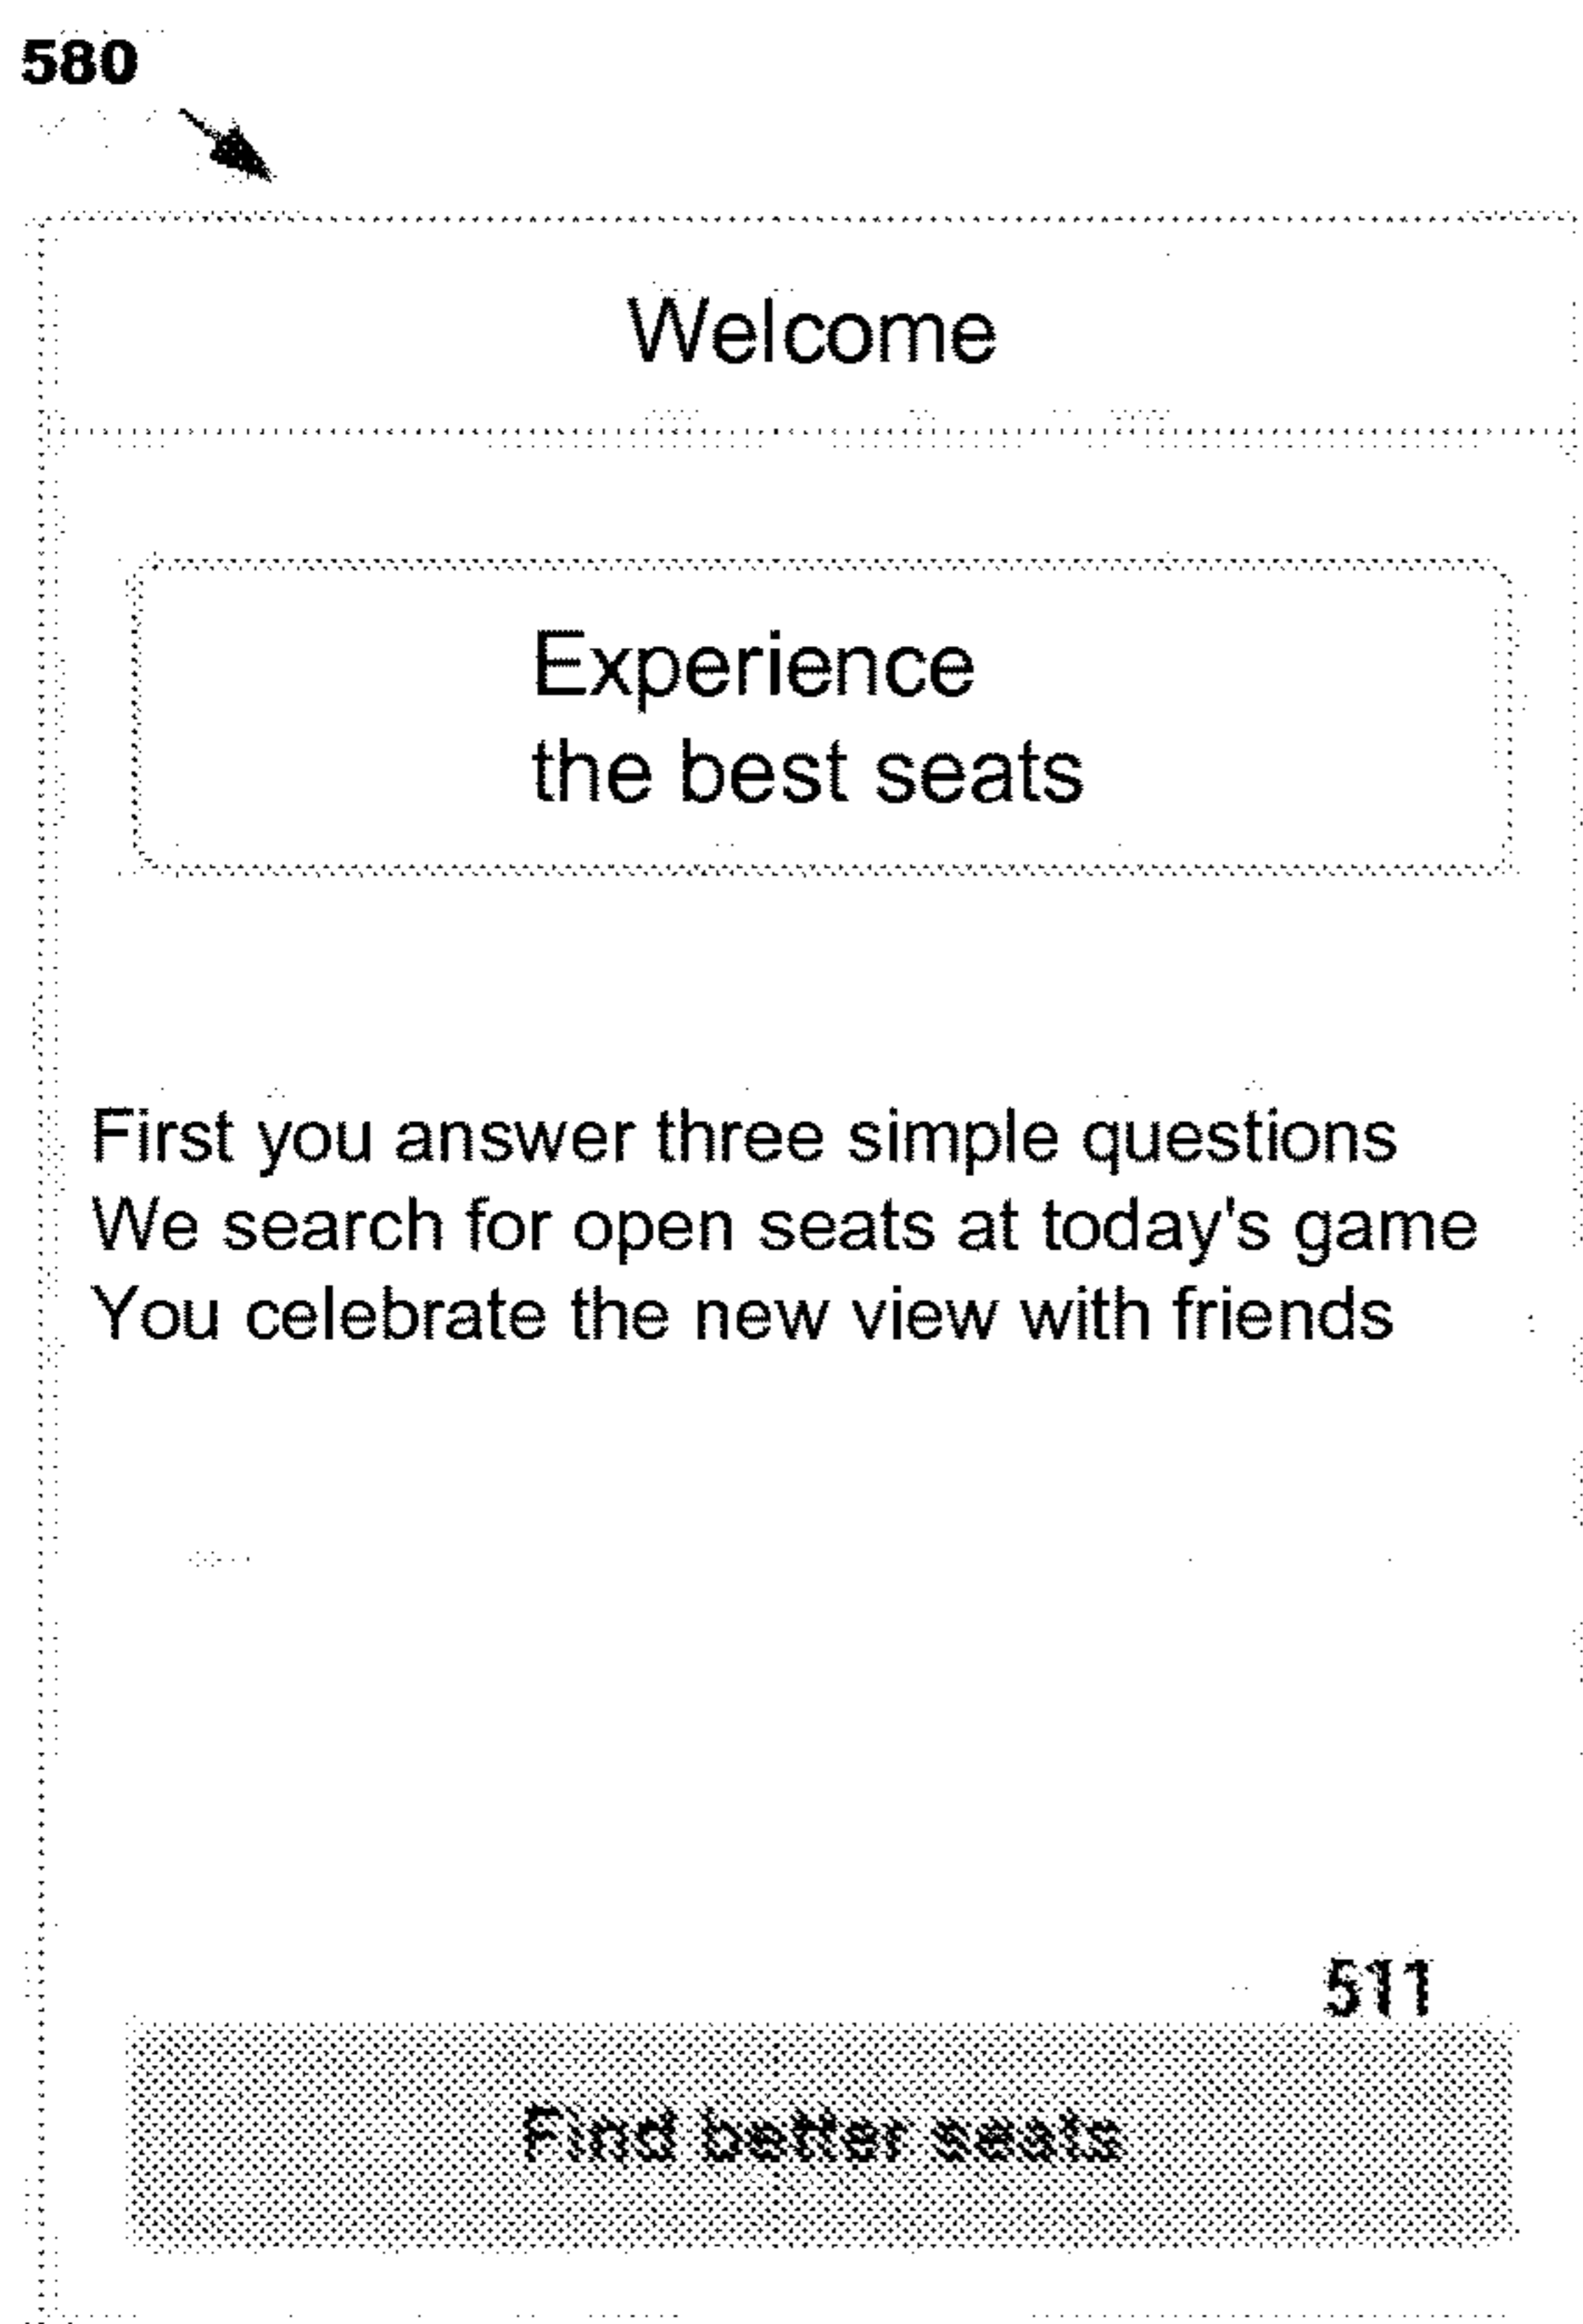 580
Welcome
Experience
the best seats
First you answer three simple questions
We search for open seats at today's game
You celebrate the new view with friends
511
Find better seats